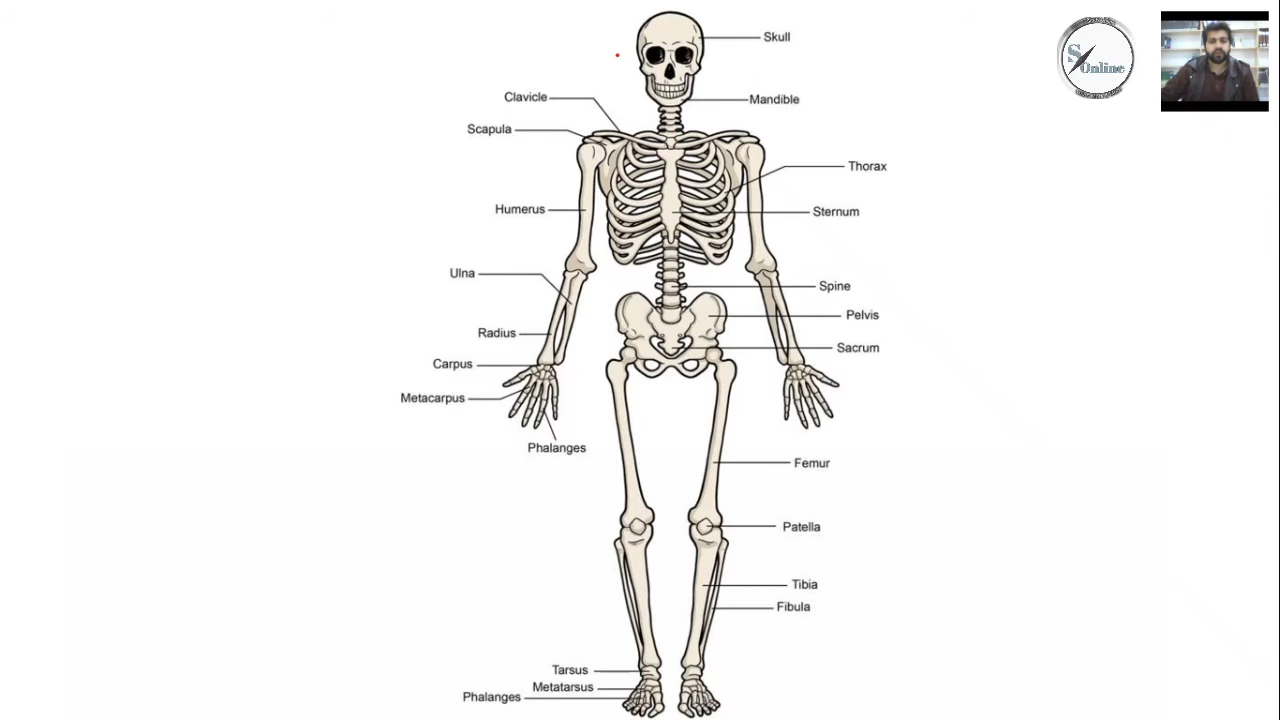 Skull
Clavicle
Mandible
Scapula
Thorax
Humerus
Sternum
Ulna
Spine
Pelvis
Radius
Sacrum
Carpus
Metacarpus
Phalanges
Femur
Patella
Tibia
Fibula
Tarsus
Metatarsus
Phalanges
S
Online